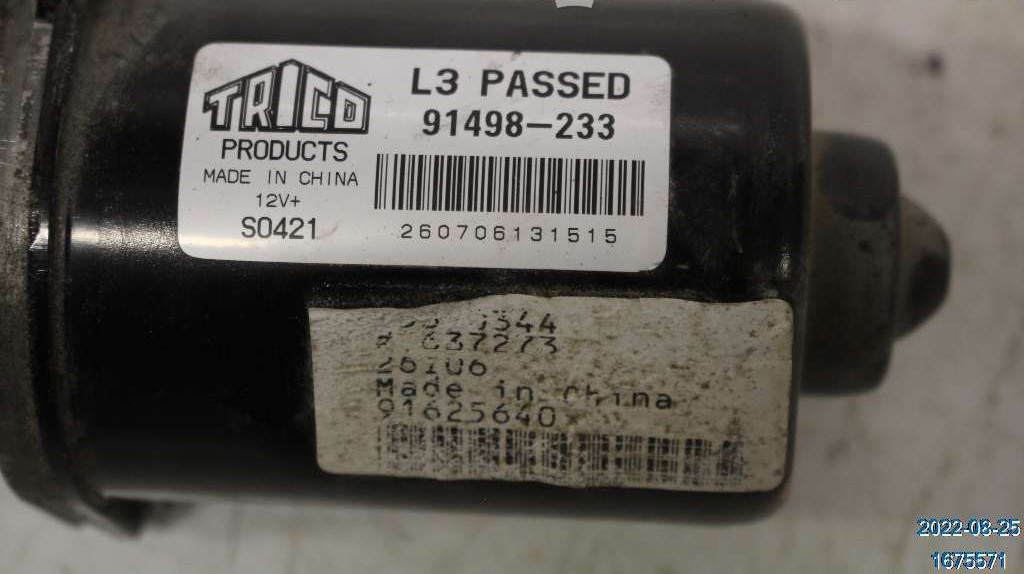 TRICO
PRODUCTS
MADE IN CHINA
12V+
S0421
L3 PASSED
91498-233
260706131515
637273
26106
Made in China
91625640
2022-08-25
1675571